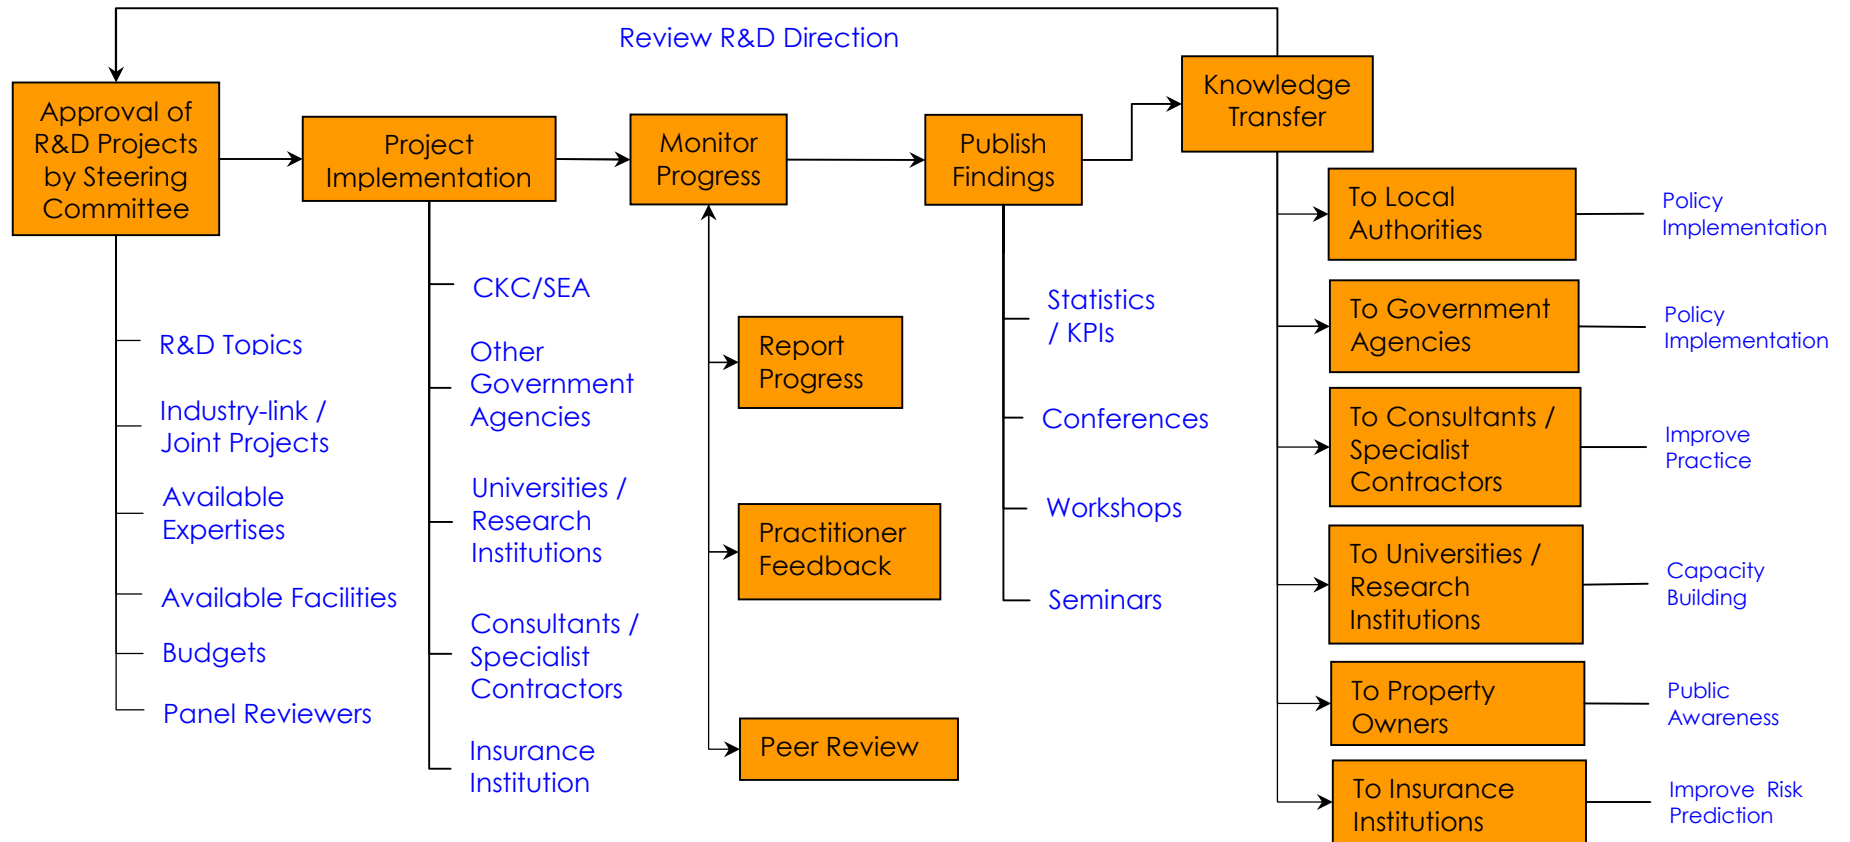 Review R&D Direction
Approval of
R&D Projects
by Steering
Committee
R&D Topics
Industry-link /
Joint Projects
Available
Expertises
Available Facilities
Budgets
Panel Reviewers
Project
Implementation
CKC/SEA
Other
Government
Agencies
Universities /
Research
Institutions
Consultants /
Specialist
Contractors
Insurance
Institution
Monitor
Progress
Report
Progress
Practitioner
Feedback
Peer Review
Publish
Findings
Statistics
/ KPIs
Conferences
Workshops
Seminars
Knowledge
Transfer
To Local
Authorities
Policy
Implementation
To Government
Agencies
Policy
Implementation
To Consultants /
Specialist
Contractors
Improve
Practice
To Universities /
Research
Institutions
Capacity
Building
To Property
Owners
Public
Awareness
To Insurance
Institutions
Improve Risk
Prediction